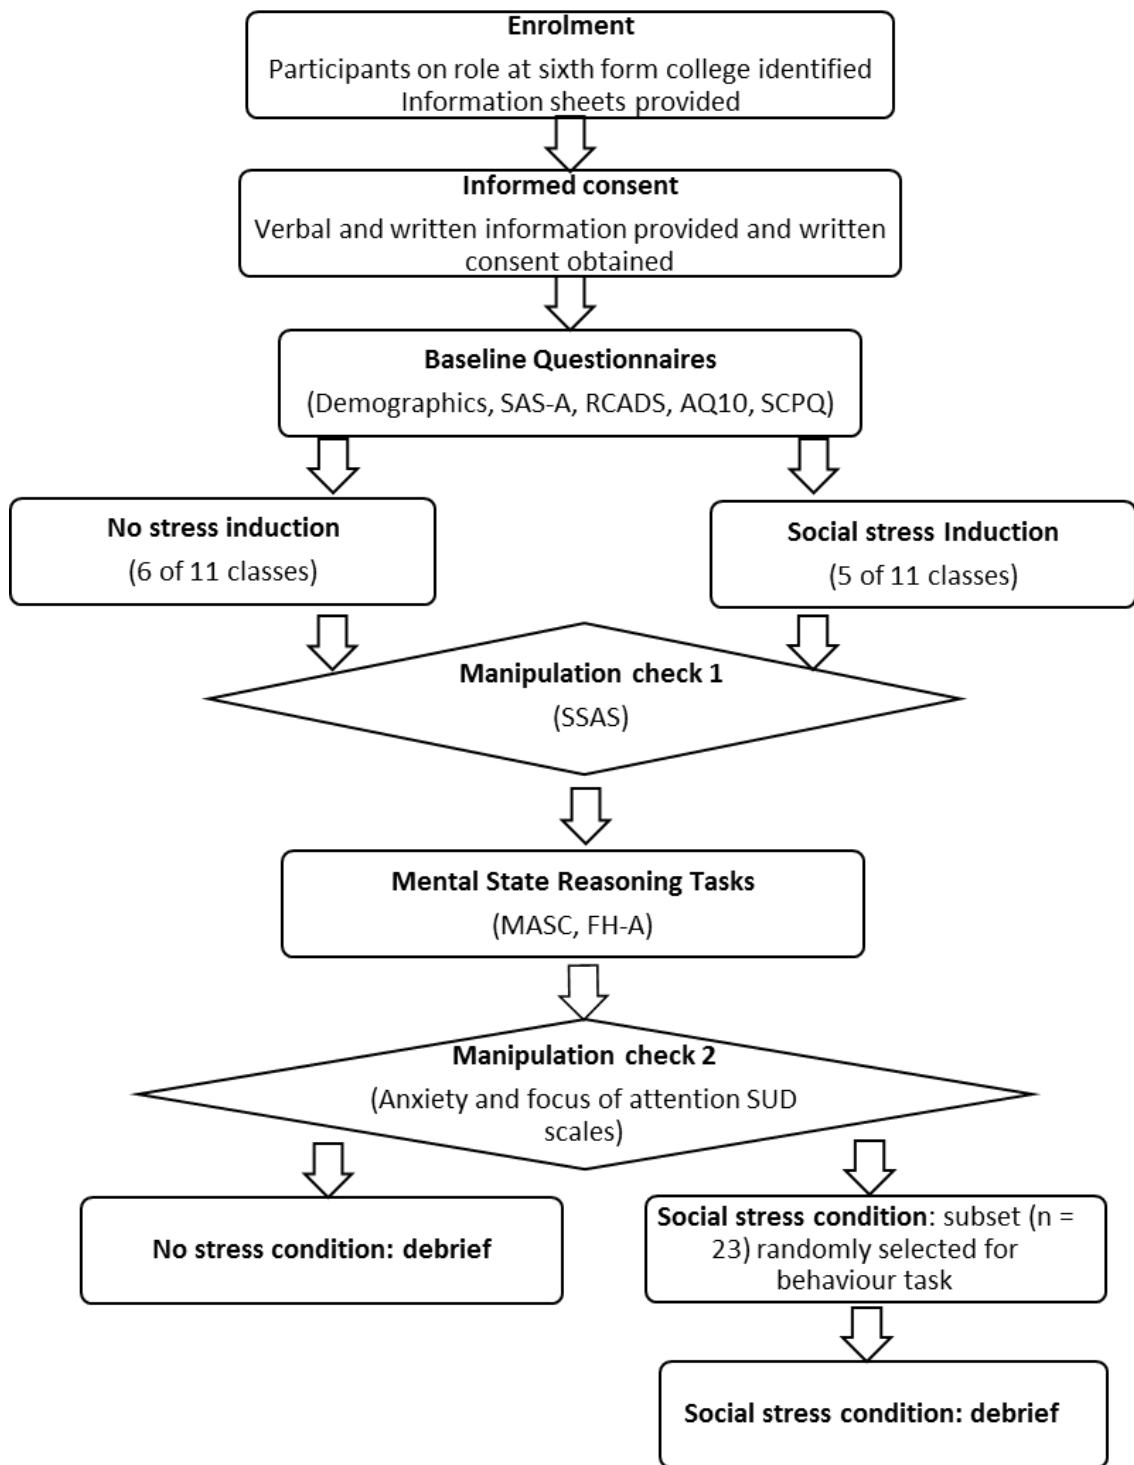 Enrolment
Participants on role at sixth form college identified
Information sheets provided
Informed consent
Verbal and written information provided and written
consent obtained
Baseline Questionnaires
(Demographics, SAS-A, RCADS, AQ10, SCPQ)
No stress induction
(6 of 11 classes)
Social stress Induction
(5 of 11 classes)
Manipulation check 1
(SSAS)
Mental State Reasoning Tasks
(MASC, FH-A)
Manipulation check 2
(Anxiety and focus of attention SUD
scales)
No stress condition: debrief
Social stress condition: subset (n =
23) randomly selected for
behaviour task
Social stress condition: debrief